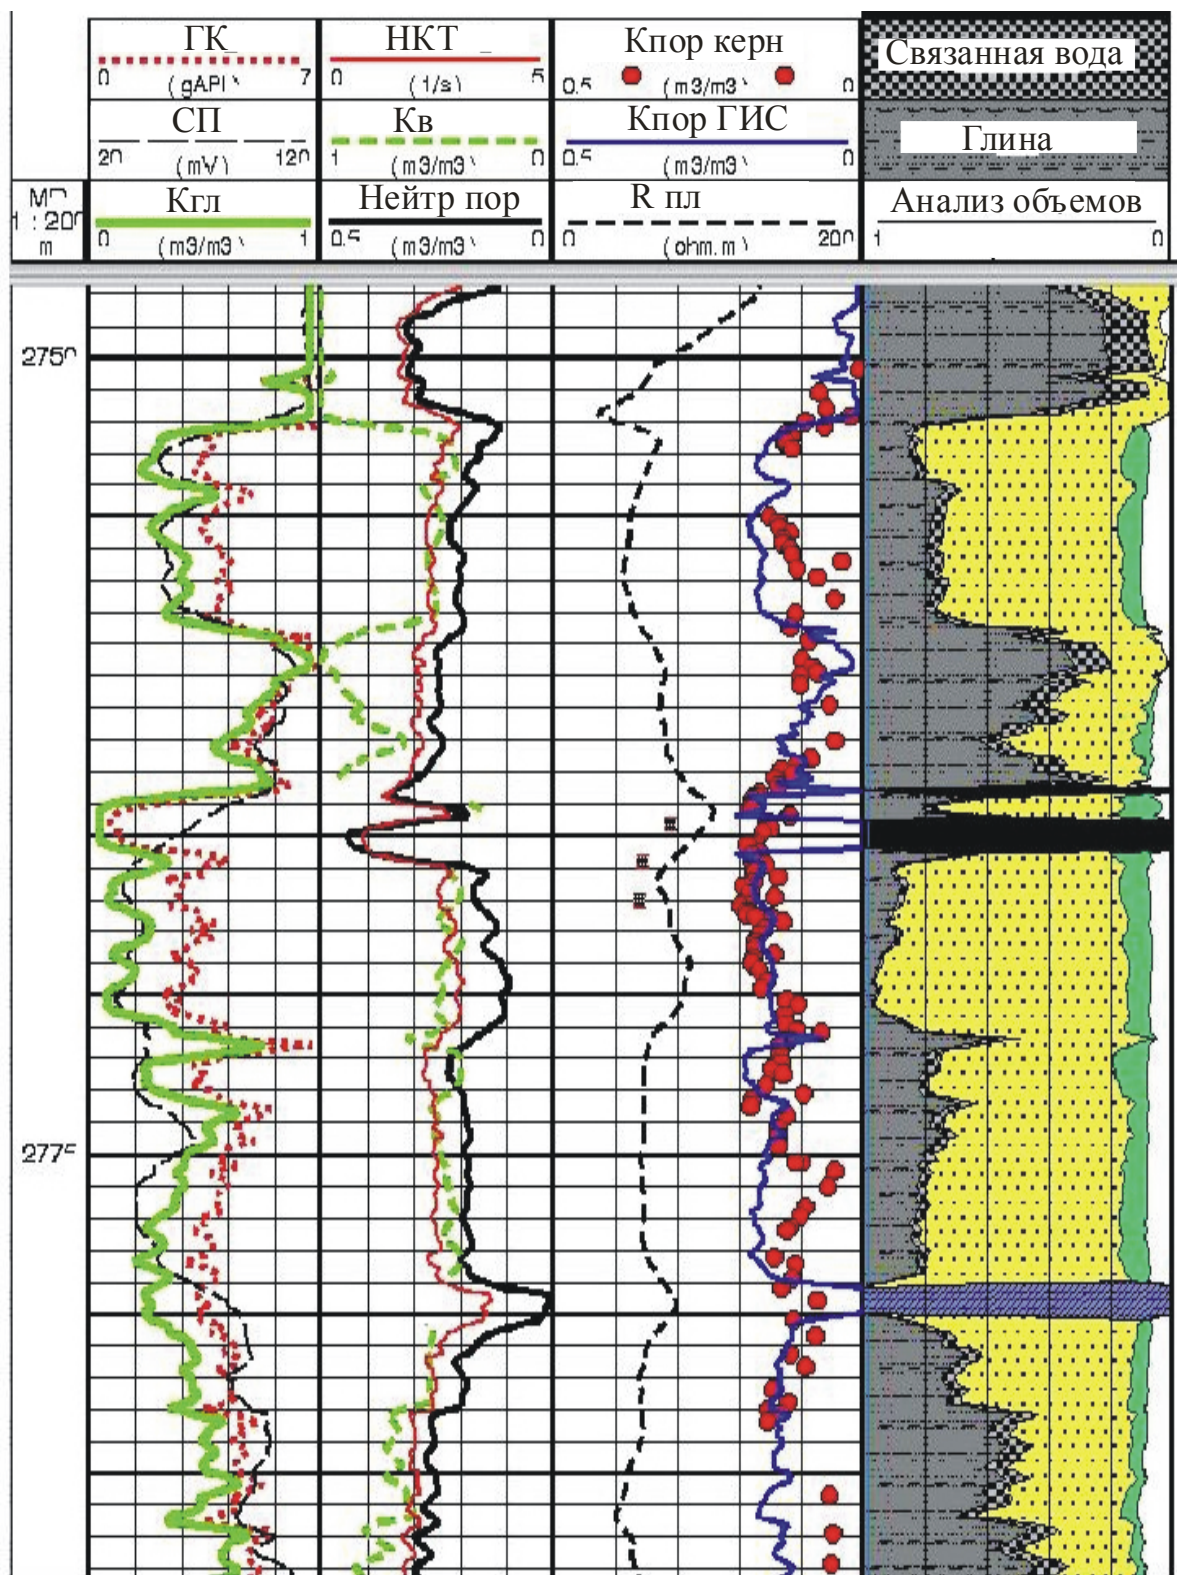 ГК
0 7
(gAPI)
СП
20 120
(mV)
Кгл
0 1
(m3/m3)
НКТ
0 5
(1/s)
Кв
1 0
(m3/m3)
Нейтр пор
0.5 0
(m3/m3)
Кпор керн
0.5 0
(m3/m3)
Кпор ГИС
0.5 0
(m3/m3)
R пл
0 200
(ohm.m)
Связанная вода
Глина
Анализ объемов
1 0
1 : 200
m
2750
2775